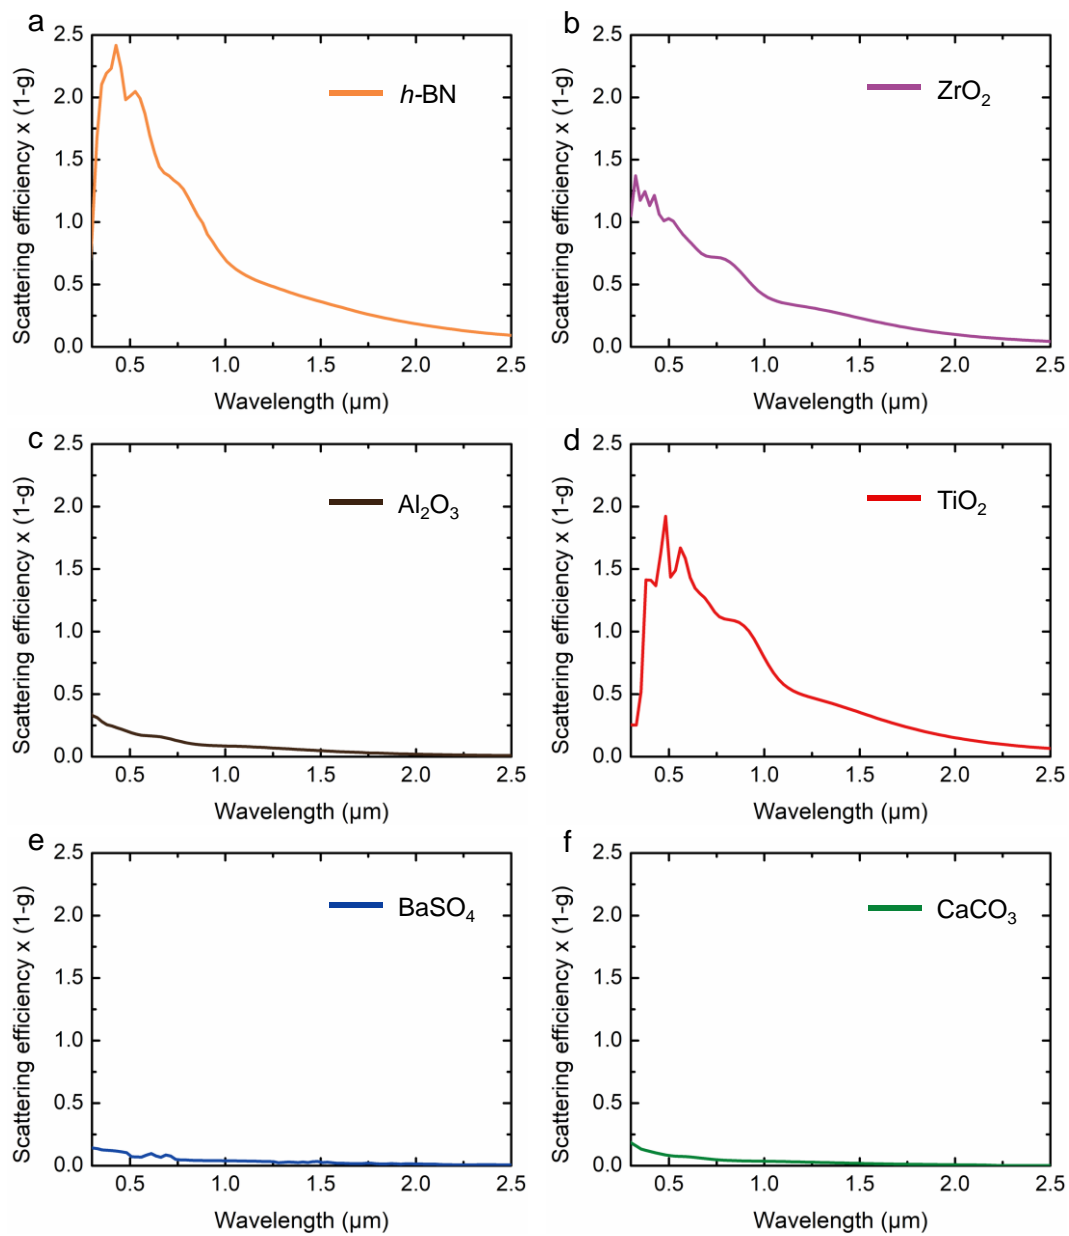 a
2.5
2.0
1.5
1.0
0.5
0.0
Scattering efficiency x (1-g)
h-BN
0.5 1.0 1.5 2.0 2.5
Wavelength (µm)
b
2.5
2.0
1.5
1.0
0.5
0.0
Scattering efficiency x (1-g)
ZrO₂
0.5 1.0 1.5 2.0 2.5
Wavelength (µm)
c
2.5
2.0
1.5
1.0
0.5
0.0
Scattering efficiency x (1-g)
Al₂O₃
0.5 1.0 1.5 2.0 2.5
Wavelength (µm)
d
2.5
2.0
1.5
1.0
0.5
0.0
Scattering efficiency x (1-g)
TiO₂
0.5 1.0 1.5 2.0 2.5
Wavelength (µm)
e
2.5
2.0
1.5
1.0
0.5
0.0
Scattering efficiency x (1-g)
BaSO₄
0.5 1.0 1.5 2.0 2.5
Wavelength (µm)
f
2.5
2.0
1.5
1.0
0.5
0.0
Scattering efficiency x (1-g)
CaCO₃
0.5 1.0 1.5 2.0 2.5
Wavelength (µm)